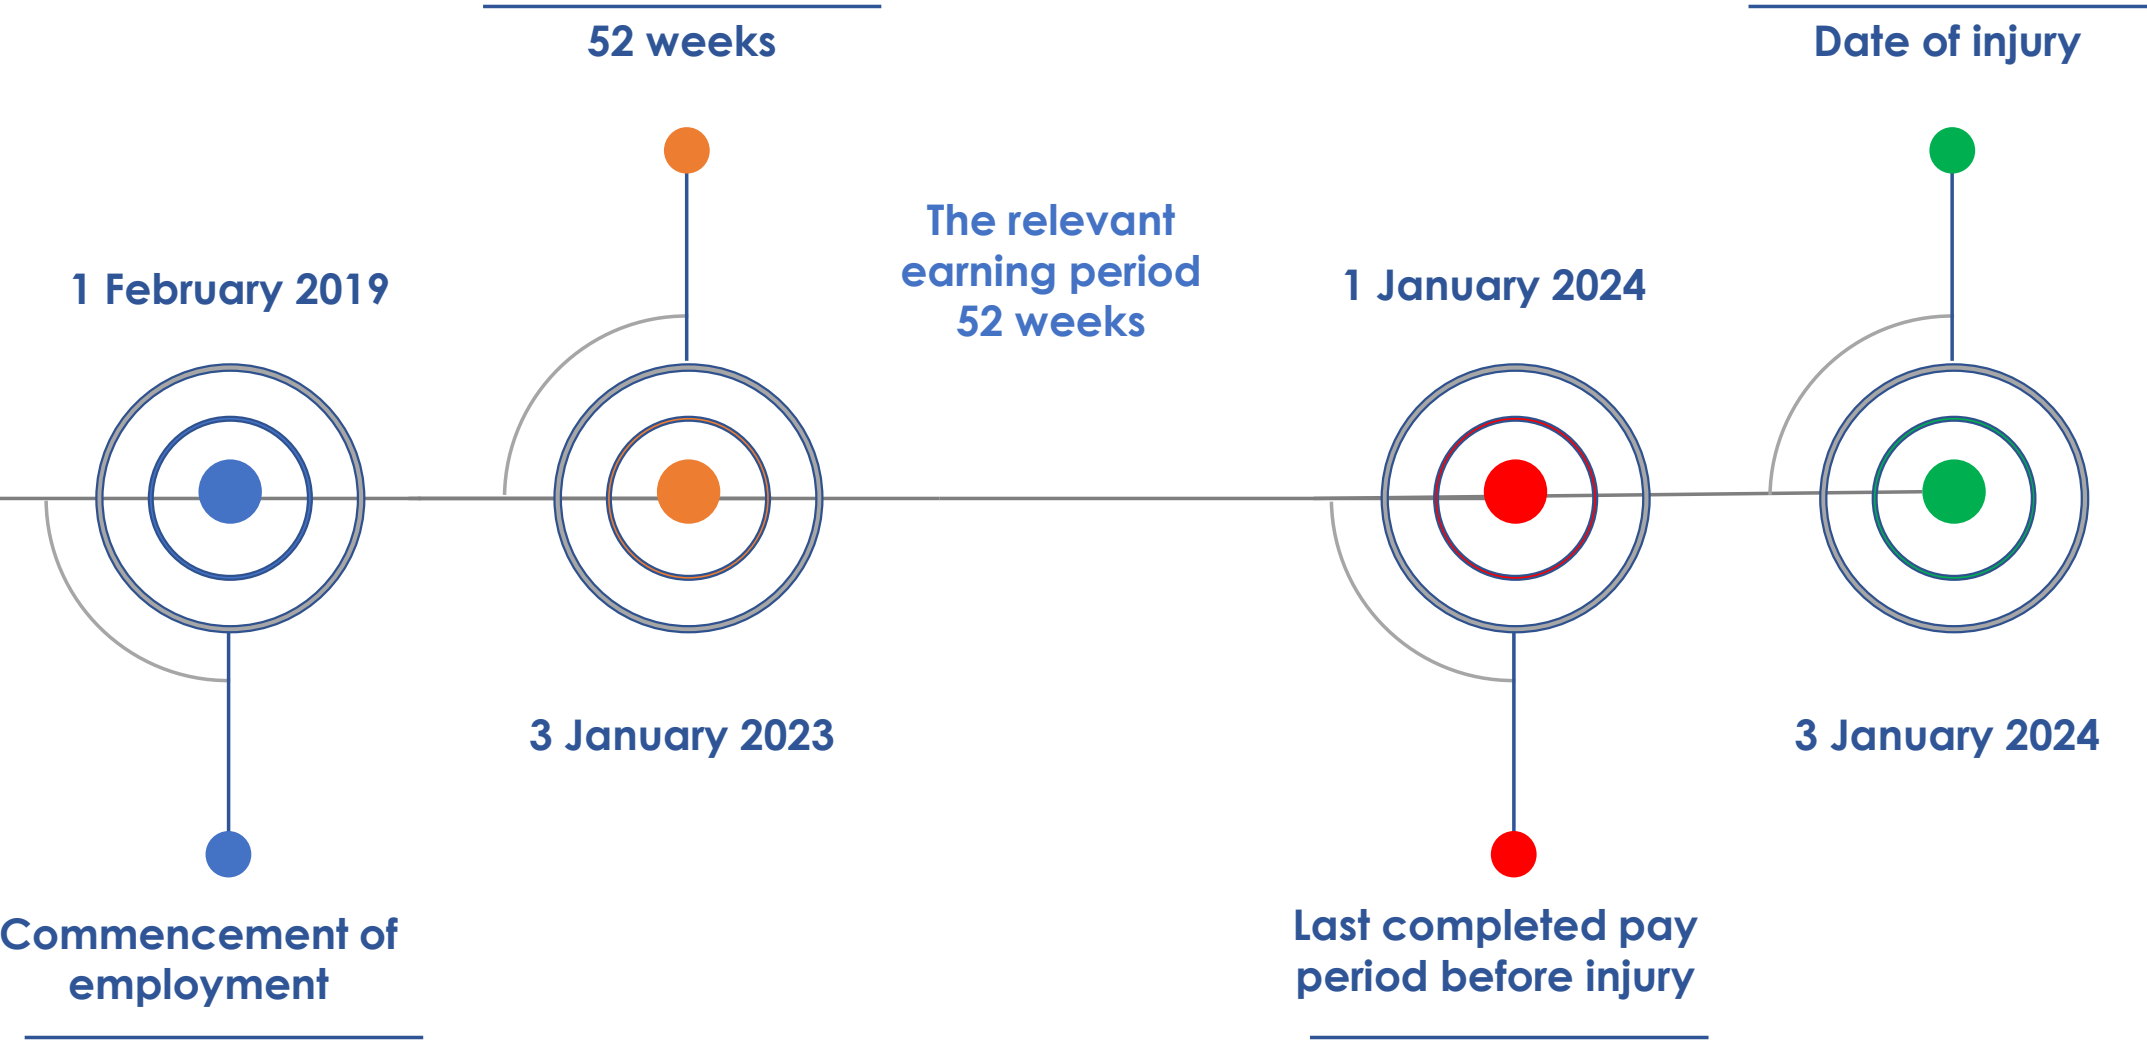 52 weeks
Date of injury
The relevant
earning period
52 weeks
1 February 2019
1 January 2024
3 January 2023
3 January 2024
Commencement of
employment
Last completed pay
period before injury